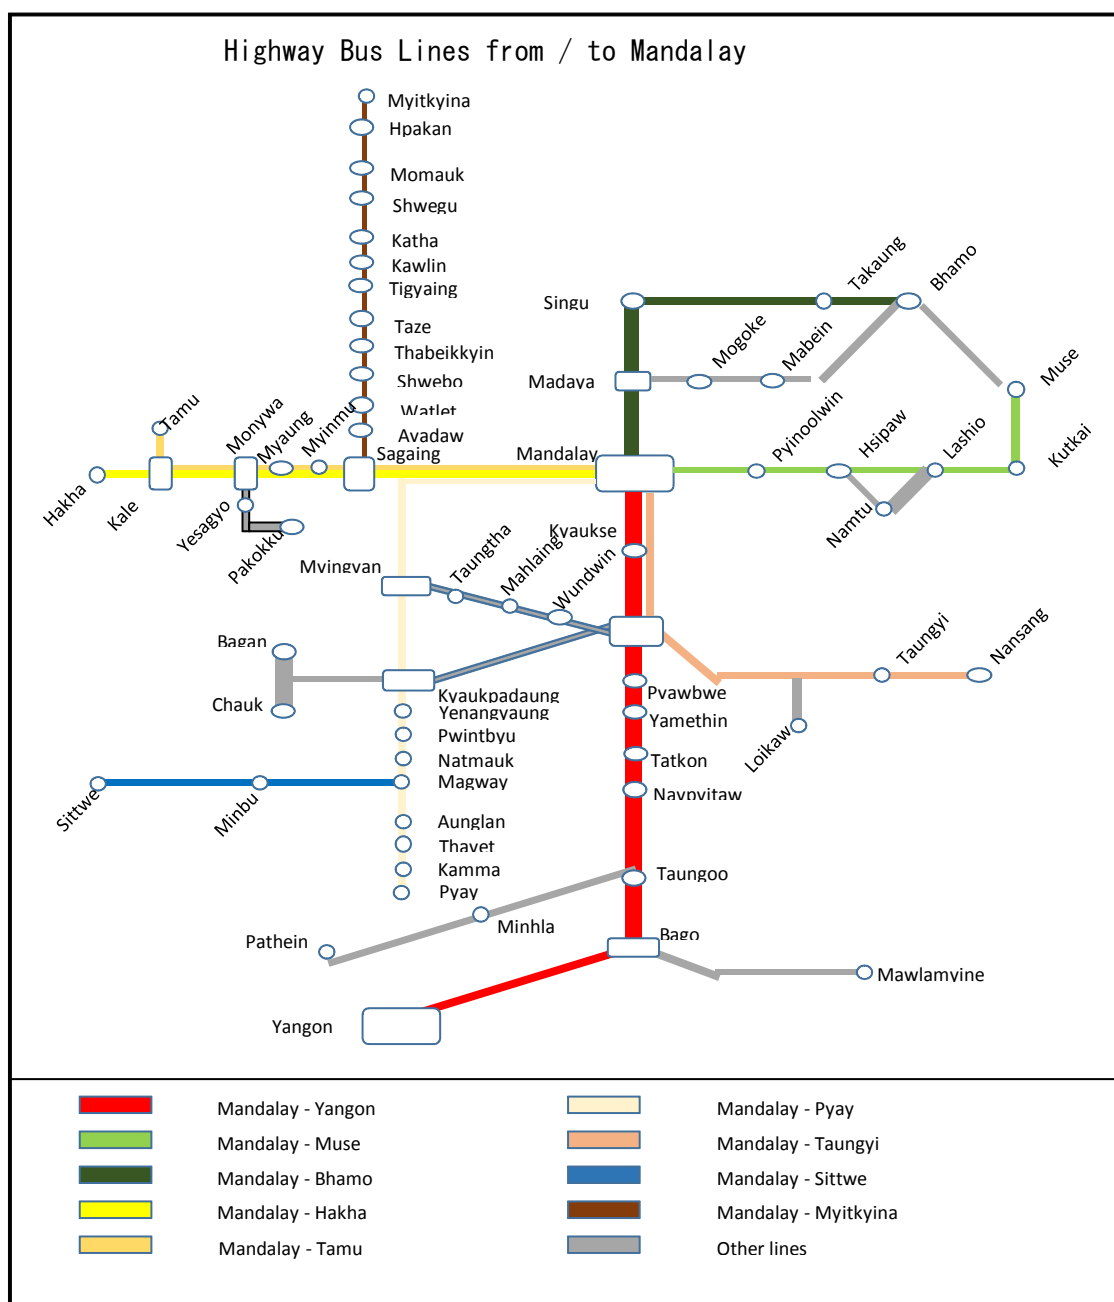 Highway Bus Lines from / to Mandalay
Myitkyina
Hpakan
Momauk
Shwegu
Katha
Kawlin
Tigyaing
Taze
Thabeikkyin
Shwebo
Watlet
Ayadaw
Sagaing
Singu
Takaung
Bhamo
Madaya
Mogoke
Mabein
Muse
Mandalay
Pyinoolwin
Hsipaw
Lashio
Kutkai
Namtu
Tamu
Monywa
Myaung
Myinmu
Hakha
Kale
Yesagyo
Pakokku
Kyaukse
Myingyan
Taungtha
Mahlaing
Wundwin
Bagan
Chauk
Kyaukpadaung
Yenangyaung
Pwintbyu
Natmauk
Magway
Sittwe
Minbu
Aunglan
Thayet
Kamma
Pyay
Pyawbwe
Yamethin
Tatkon
Naypyitaw
Taungyi
Nansang
Loikaw
Taungoo
Minhla
Pathein
Bago
Mawlamyine
Yangon
Mandalay - Yangon
Mandalay - Muse
Mandalay - Bhamo
Mandalay - Hakha
Mandalay - Tamu
Mandalay - Pyay
Mandalay - Taungyi
Mandalay - Sittwe
Mandalay - Myitkyina
Other lines